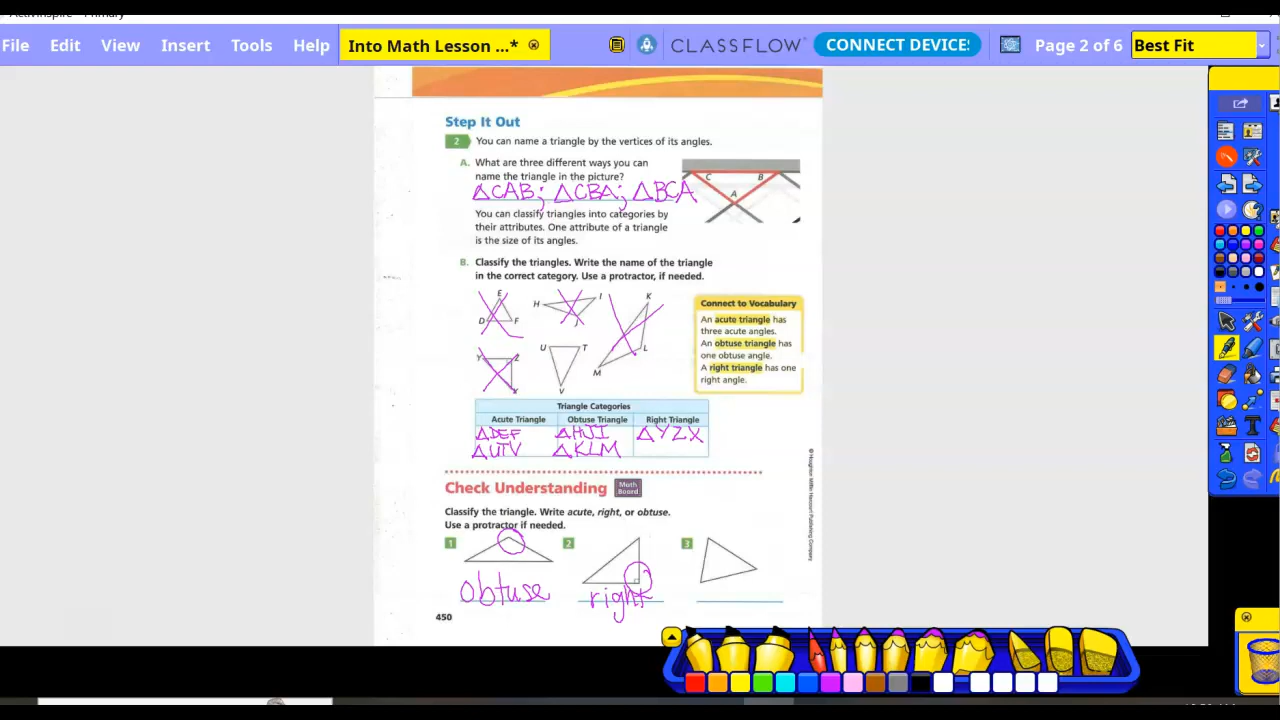 File Edit View Insert Tools Help Into Math Lesson ...* CLASSFLOW CONNECT DEVICES Page 2 of 6 Best Fit
Step It Out
2 You can name a triangle by the vertices of its angles.
A. What are three different ways you can
name the triangle in the picture?
△CAB; △CBA; △BCA
C B
A
You can classify triangles into categories by
their attributes. One attribute of a triangle
is the size of its angles.
B. Classify the triangles. Write the name of the triangle
in the correct category. Use a protractor, if needed.
E H I K
D F J
L
Y Z U T M
V
Connect to Vocabulary
An acute triangle has
three acute angles.
An obtuse triangle has
one obtuse angle.
A right triangle has one
right angle.
Triangle Categories
Acute Triangle Obtuse Triangle Right Triangle
△DEF △HJI △YZX
△UTV △KLM
Check Understanding Math Board
Classify the triangle. Write acute, right, or obtuse.
Use a protractor if needed.
1 2 3
obtuse right
450
© Houghton Mifflin Harcourt Publishing Company